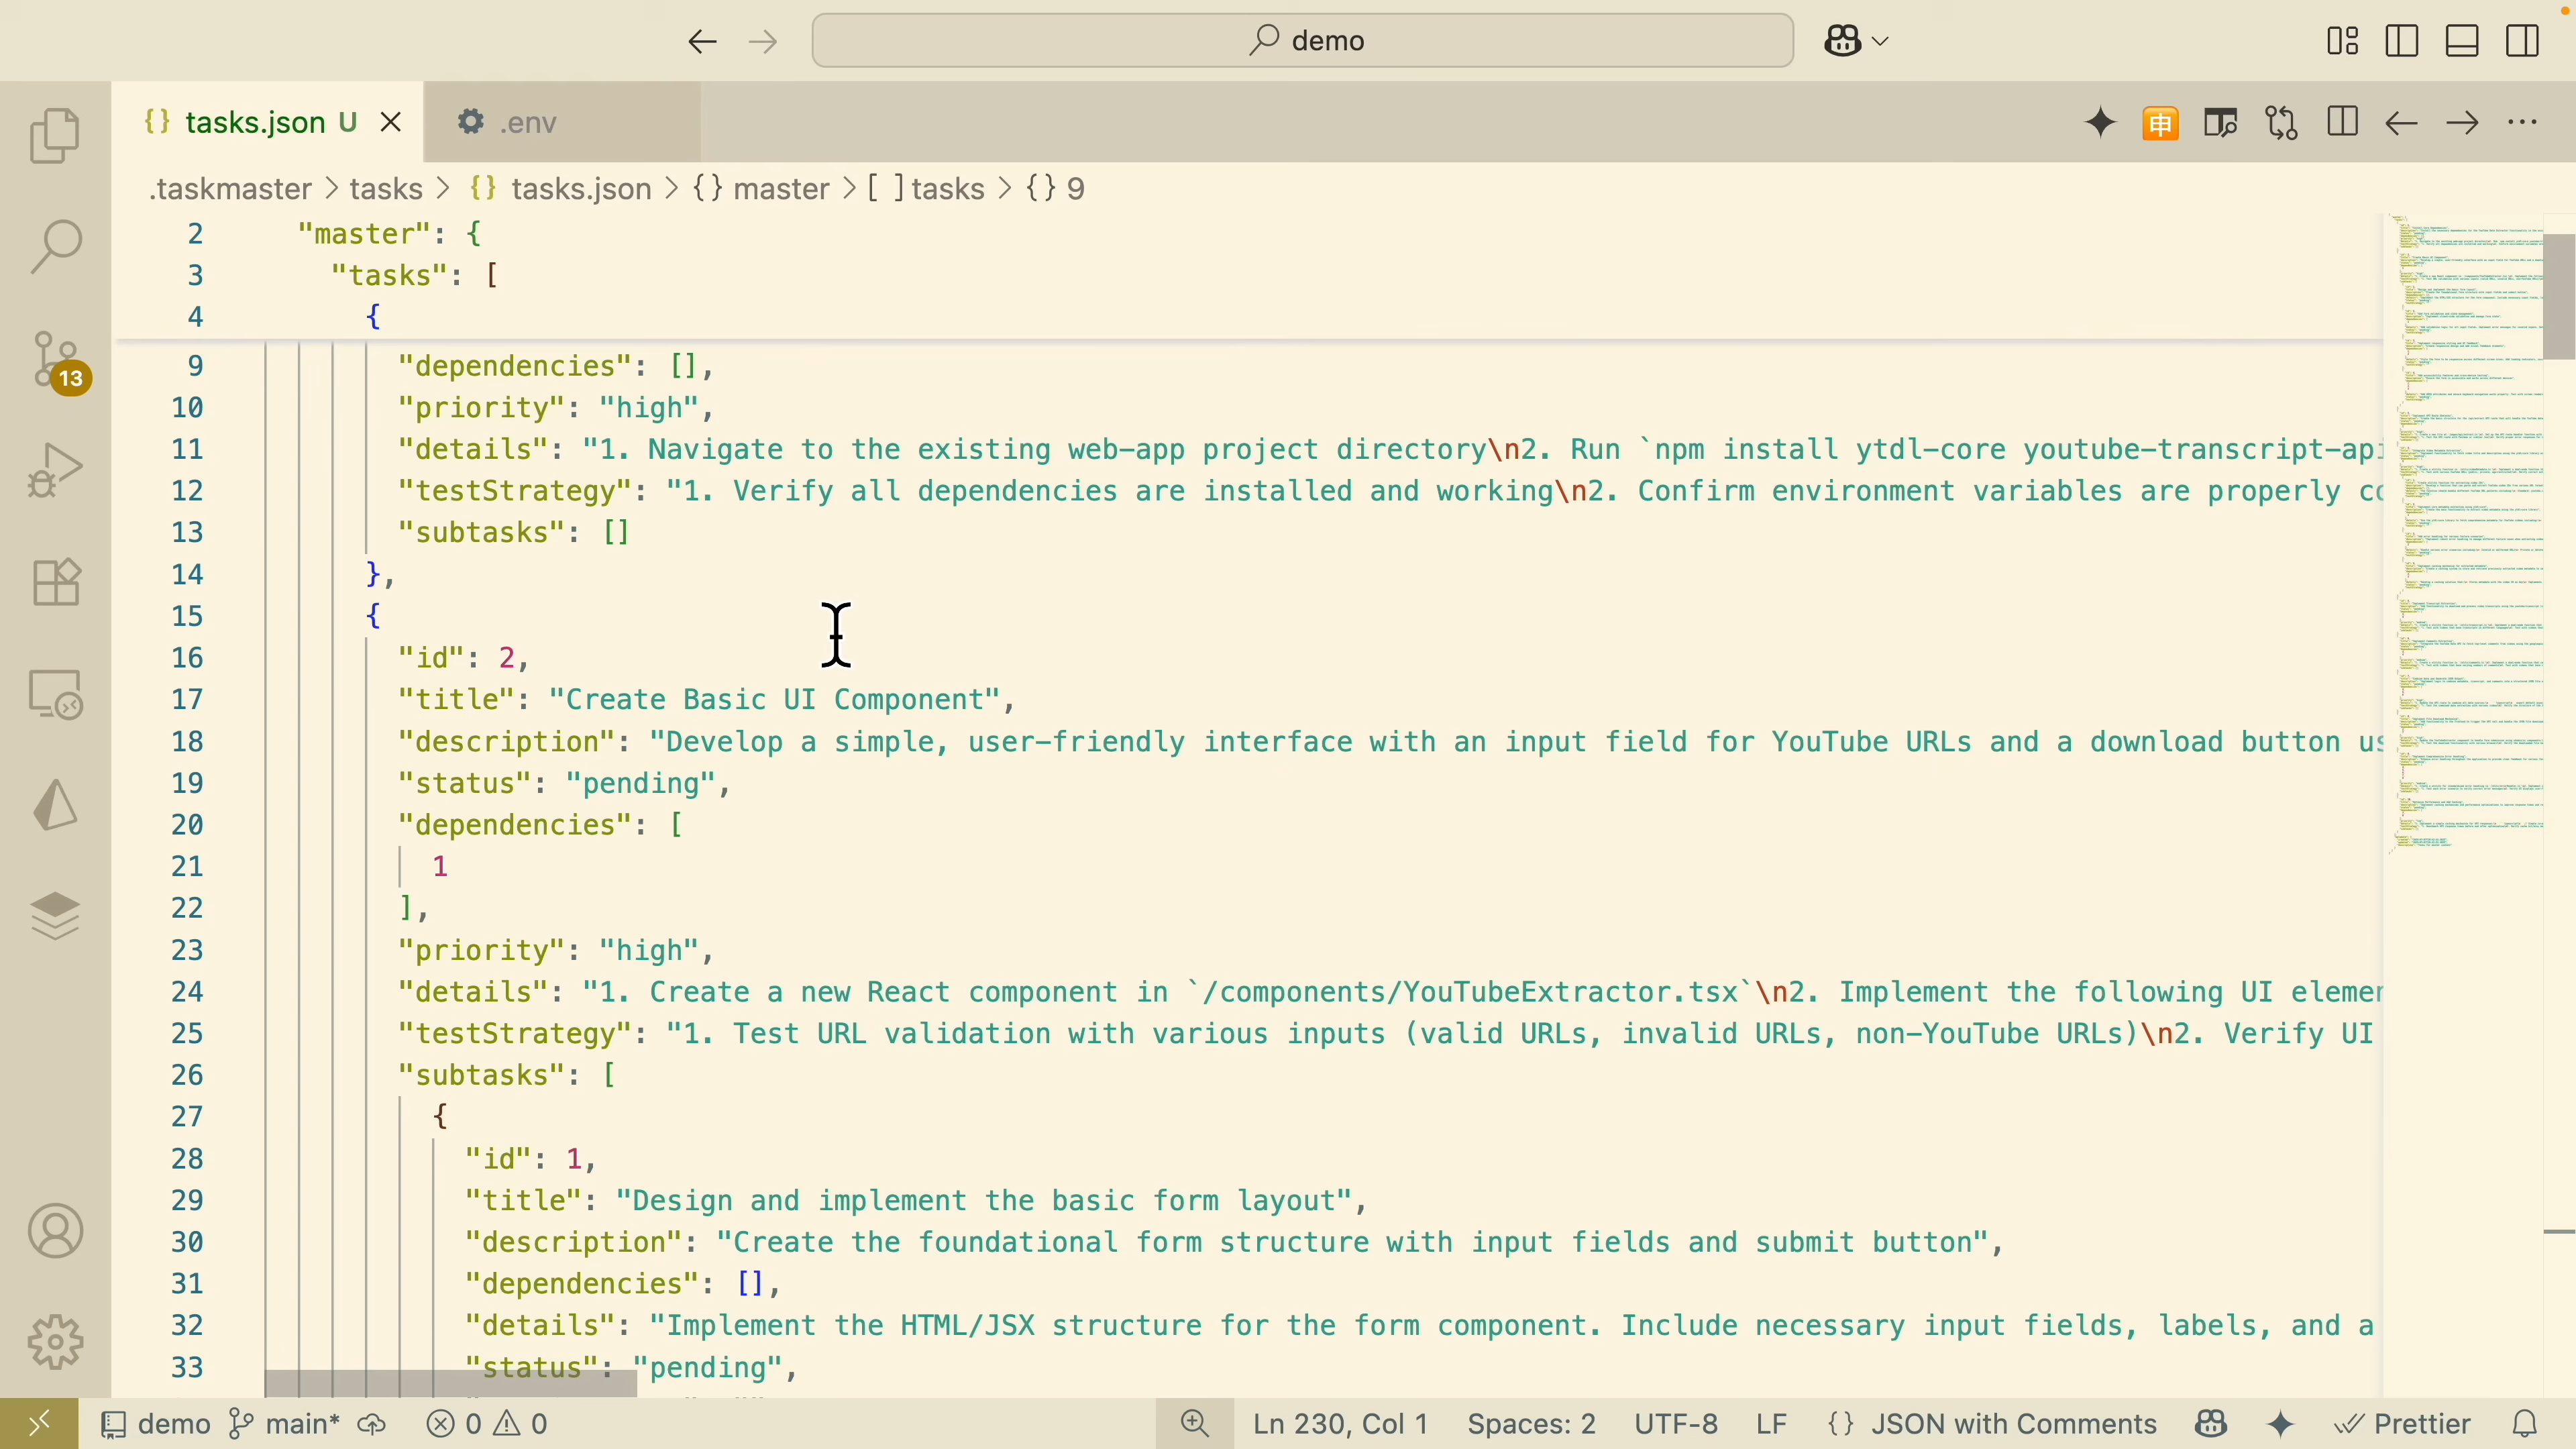 demo
{} tasks.json U
.env
申
.taskmaster > tasks > {} tasks.json > {} master > [ ] tasks > {} 9
2 "master": {
3 "tasks": [
4 {
9 "dependencies": [],
10 "priority": "high",
11 "details": "1. Navigate to the existing web-app project directory\n2. Run `npm install ytdl-core youtube-transcript-api
12 "testStrategy": "1. Verify all dependencies are installed and working\n2. Confirm environment variables are properly co
13 "subtasks": []
14 },
15 {
16 "id": 2,
17 "title": "Create Basic UI Component",
18 "description": "Develop a simple, user-friendly interface with an input field for YouTube URLs and a download button us
19 "status": "pending",
20 "dependencies": [
21 1
22 ],
23 "priority": "high",
24 "details": "1. Create a new React component in `/components/YouTubeExtractor.tsx`\n2. Implement the following UI elemen
25 "testStrategy": "1. Test URL validation with various inputs (valid URLs, invalid URLs, non-YouTube URLs)\n2. Verify UI
26 "subtasks": [
27 {
28 "id": 1,
29 "title": "Design and implement the basic form layout",
30 "description": "Create the foundational form structure with input fields and submit button",
31 "dependencies": [],
32 "details": "Implement the HTML/JSX structure for the form component. Include necessary input fields, labels, and a
33 "status": "pending",
13
demo main* 0 0 Ln 230, Col 1 Spaces: 2 UTF-8 LF {} JSON with Comments Prettier